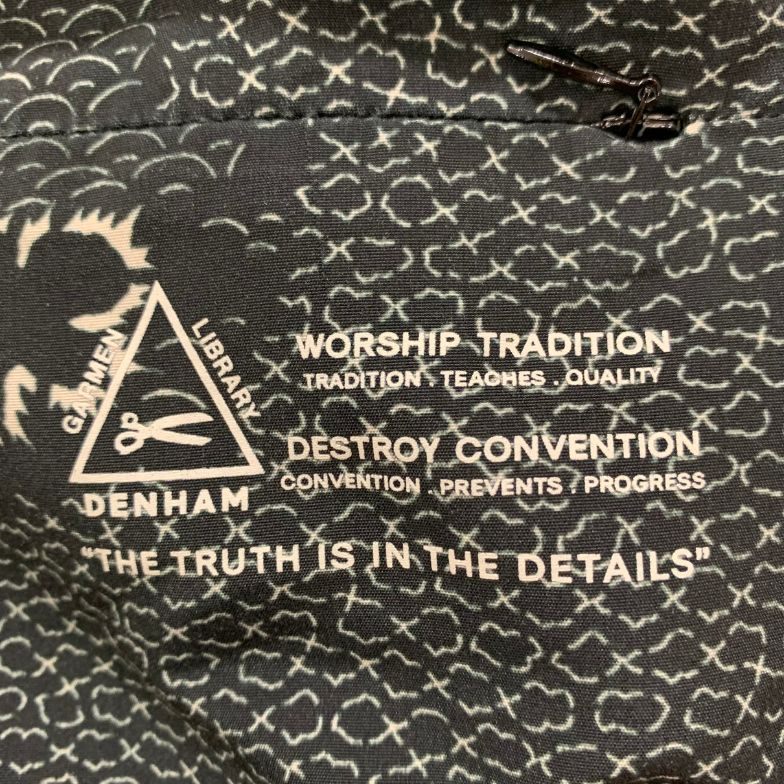 GARMEN
LIBRARY
DENHAM
WORSHIP TRADITION
TRADITION . TEACHES . QUALITY
DESTROY CONVENTION
CONVENTION . PREVENTS . PROGRESS
“THE TRUTH IS IN THE DETAILS”